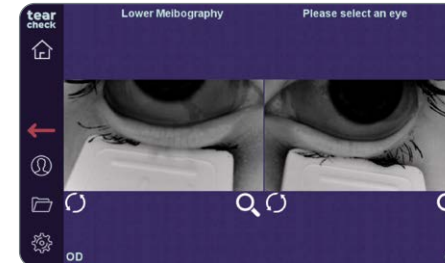 tear
check
Lower Meibography
Please select an eye
OD